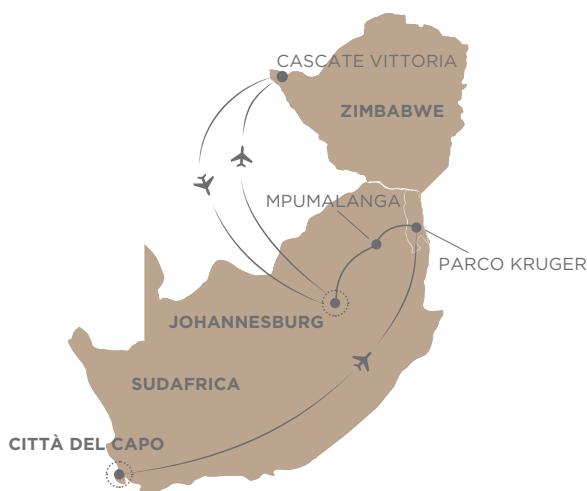 CASCATE VITTORIA
ZIMBABWE
MPUMALANGA
PARCO KRUGER
JOHANNESBURG
SUDAFRICA
CITTÀ DEL CAPO